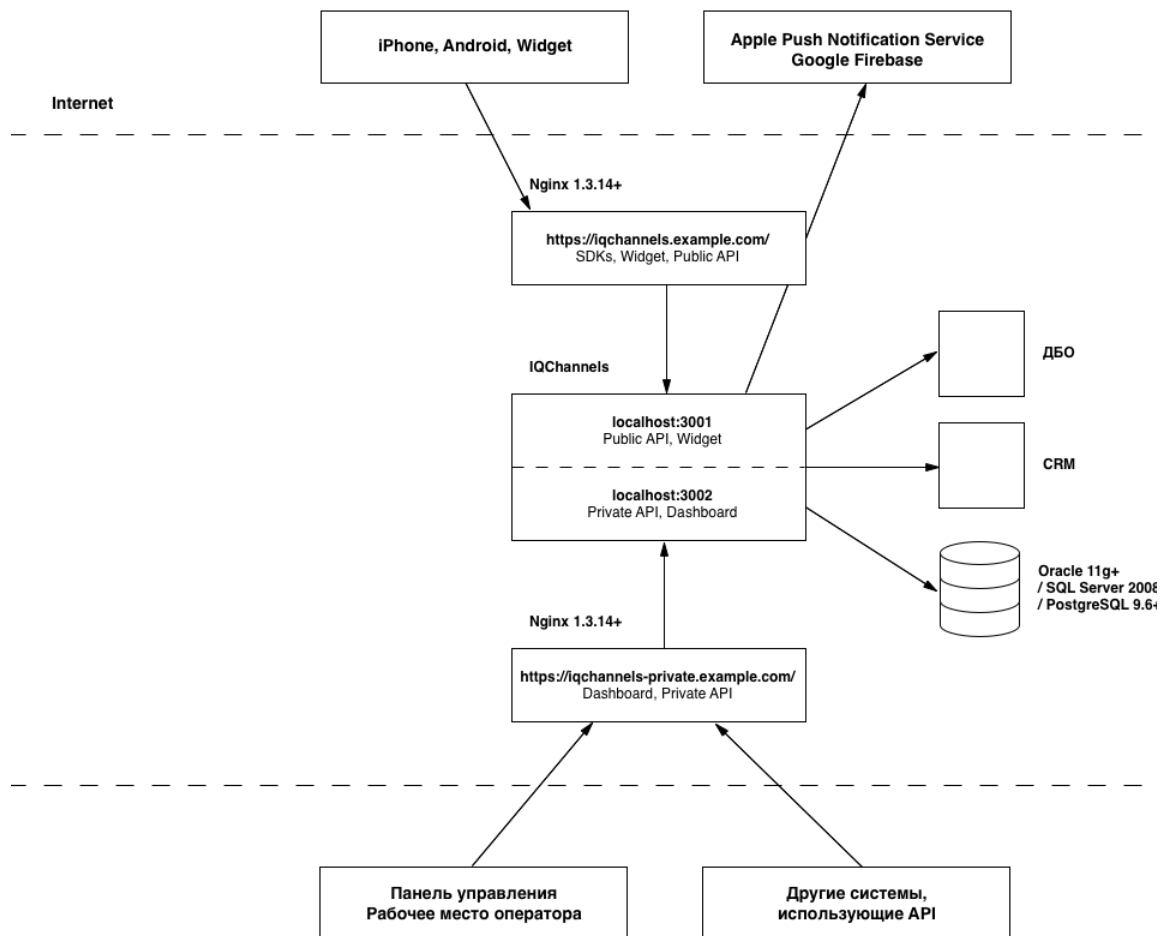 iPhone, Android, Widget
Apple Push Notification Service
Google Firebase
Internet
Nginx 1.3.14+
https://iqchannels.example.com/
SDKs, Widget, Public API
IQChannels
localhost:3001
Public API, Widget
localhost:3002
Private API, Dashboard
ДБО
CRM
Oracle 11g+
/ SQL Server 2008
/ PostgreSQL 9.6+
Nginx 1.3.14+
https://iqchannels-private.example.com/
Dashboard, Private API
Панель управления
Рабочее место оператора
Другие системы,
использующие API